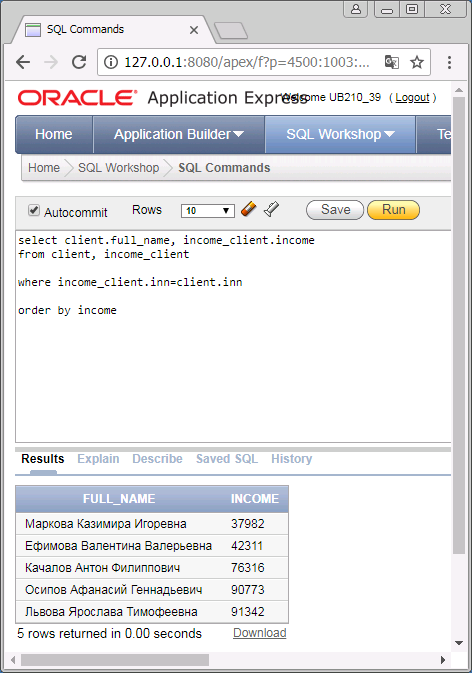 SQL Commands
127.0.0.1:8080/apex/f?p=4500:1003:...
ORACLE Application Express Welcome UB210_39 ( Logout )
Home Application Builder SQL Workshop Te
Home SQL Workshop SQL Commands
Autocommit Rows 10 Save Run
select client.full_name, income_client.income
from client, income_client
where income_client.inn=client.inn
order by income
Results Explain Describe Saved SQL History
FULL_NAME INCOME
Маркова Казимира Игоревна 37982
Ефимова Валентина Валерьевна 42311
Качалов Антон Филиппович 76316
Осипов Афанасий Геннадьевич 90773
Львова Ярослава Тимофеевна 91342
5 rows returned in 0.00 seconds Download